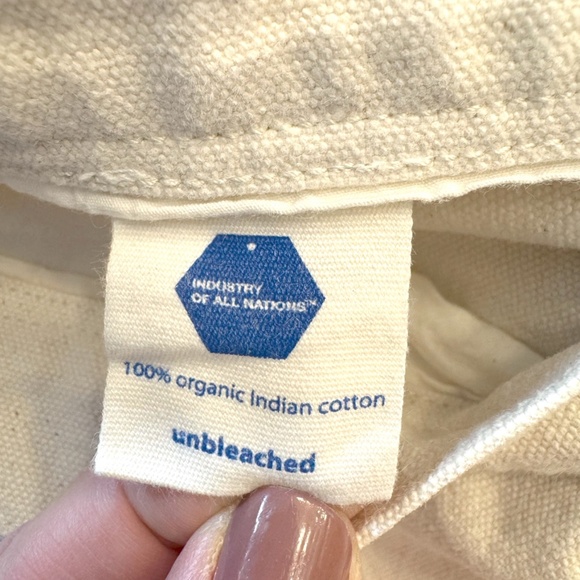 INDUSTRY
OF ALL NATIONS™
100% organic Indian cotton
unbleached